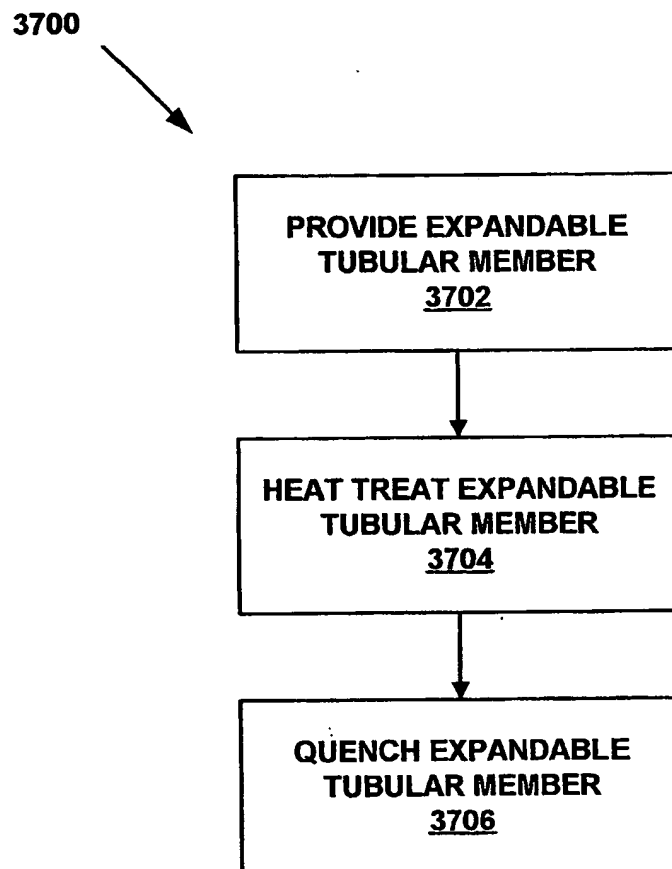 3700
PROVIDE EXPANDABLE
TUBULAR MEMBER
3702
HEAT TREAT EXPANDABLE
TUBULAR MEMBER
3704
QUENCH EXPANDABLE
TUBULAR MEMBER
3706